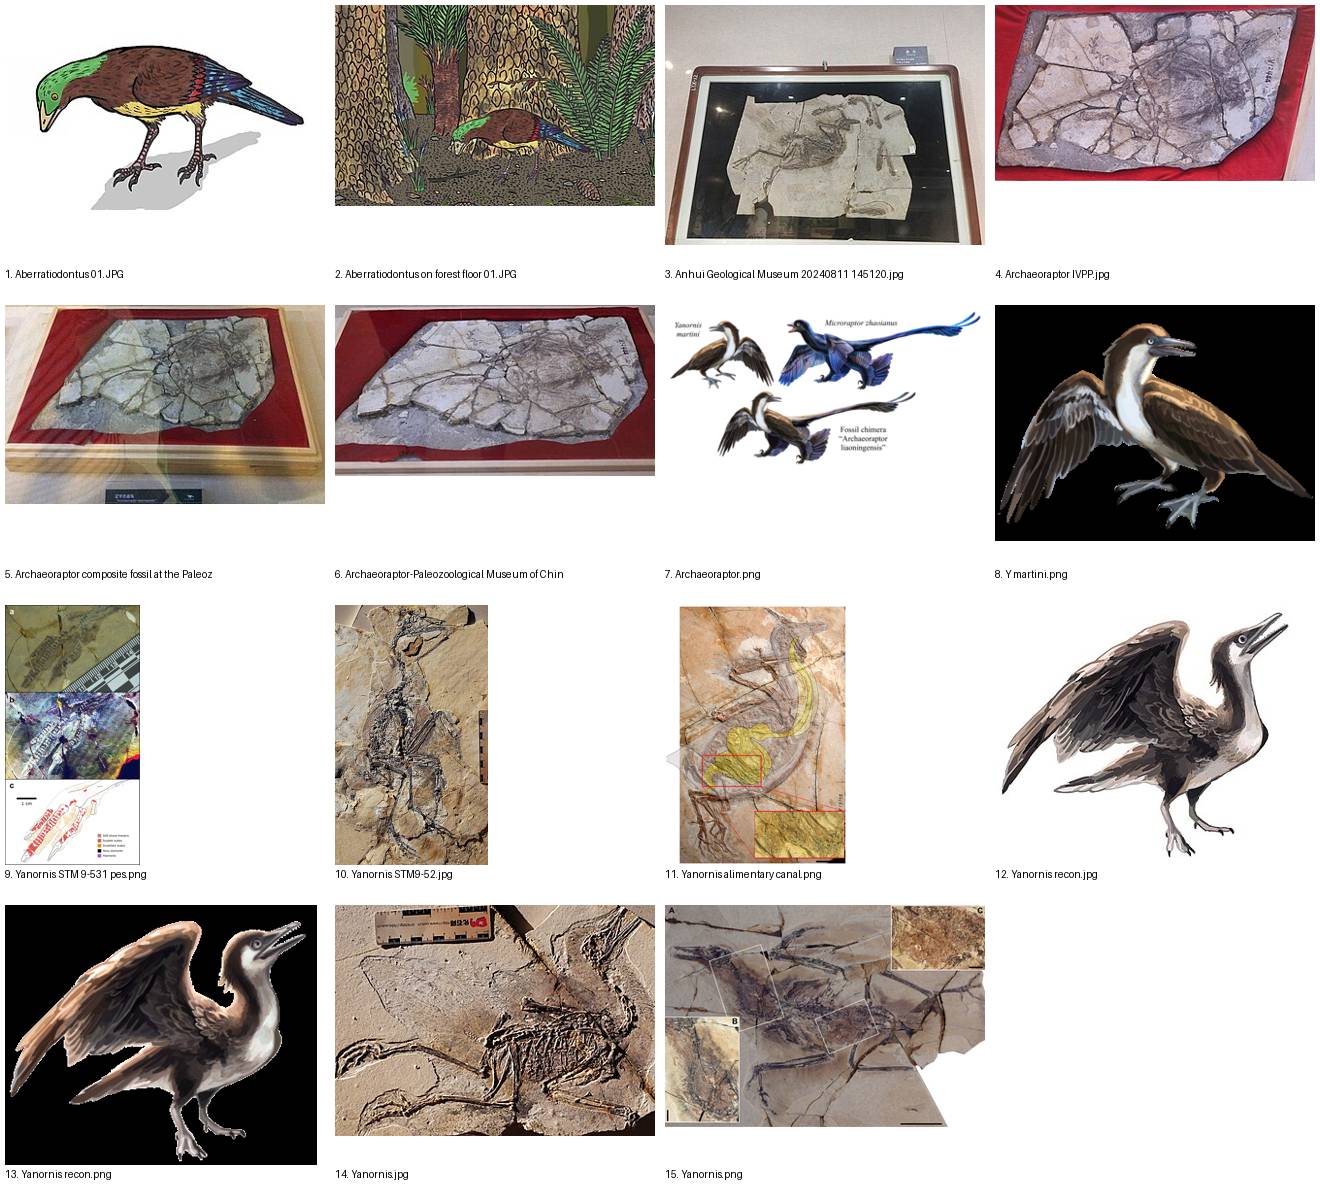 1. Aberratiodontus 01.JPG
2. Aberratiodontus on forest floor 01.JPG
3. Anhui Geological Museum 20240811 145120.jpg
4. Archaeoraptor IVPP.jpg
Yanornis
martini
Microraptor zhaoianus
Fossil chimera
"Archaeoraptor
liaoningensis"
5. Archaeoraptor composite fossil at the Paleoz
6. Archaeoraptor-Paleozoological Museum of Chin
7. Archaeoraptor.png
8. Y martini.png
a
b
c
1 cm
9. Yanornis STM 9-531 pes.png
10. Yanornis STM9-52.jpg
11. Yanornis alimentary canal.png
12. Yanornis recon.jpg
A
C
B
13. Yanornis recon.png
14. Yanornis.jpg
15. Yanornis.png